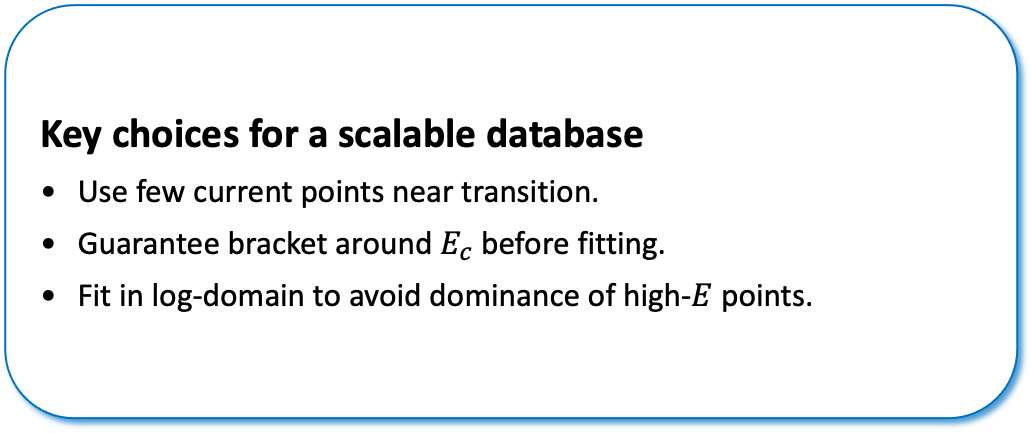 Key choices for a scalable database
• Use few current points near transition.
• Guarantee bracket around $E_c$ before fitting.
• Fit in log-domain to avoid dominance of high-$E$ points.